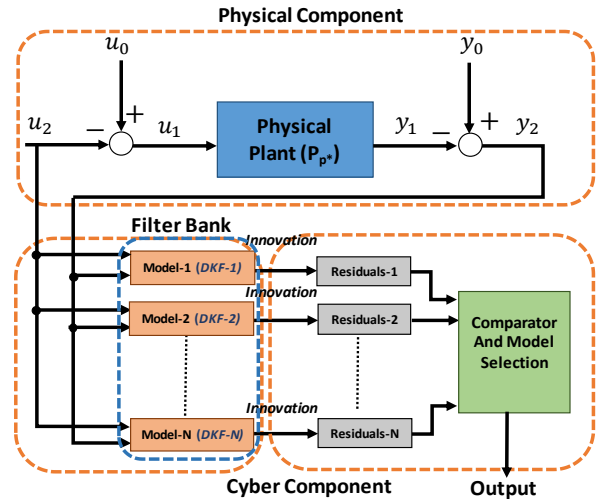 Physical Component
u₀
y₀
u₂
−
+
u₁
Physical
Plant (Pₚ*)
y₁
−
+
y₂
Filter Bank
Innovation
Model-1 (DKF-1)
Residuals-1
Innovation
Model-2 (DKF-2)
Residuals-2
Comparator
And Model
Selection
Innovation
Model-N (DKF-N)
Residuals-N
Cyber Component
Output